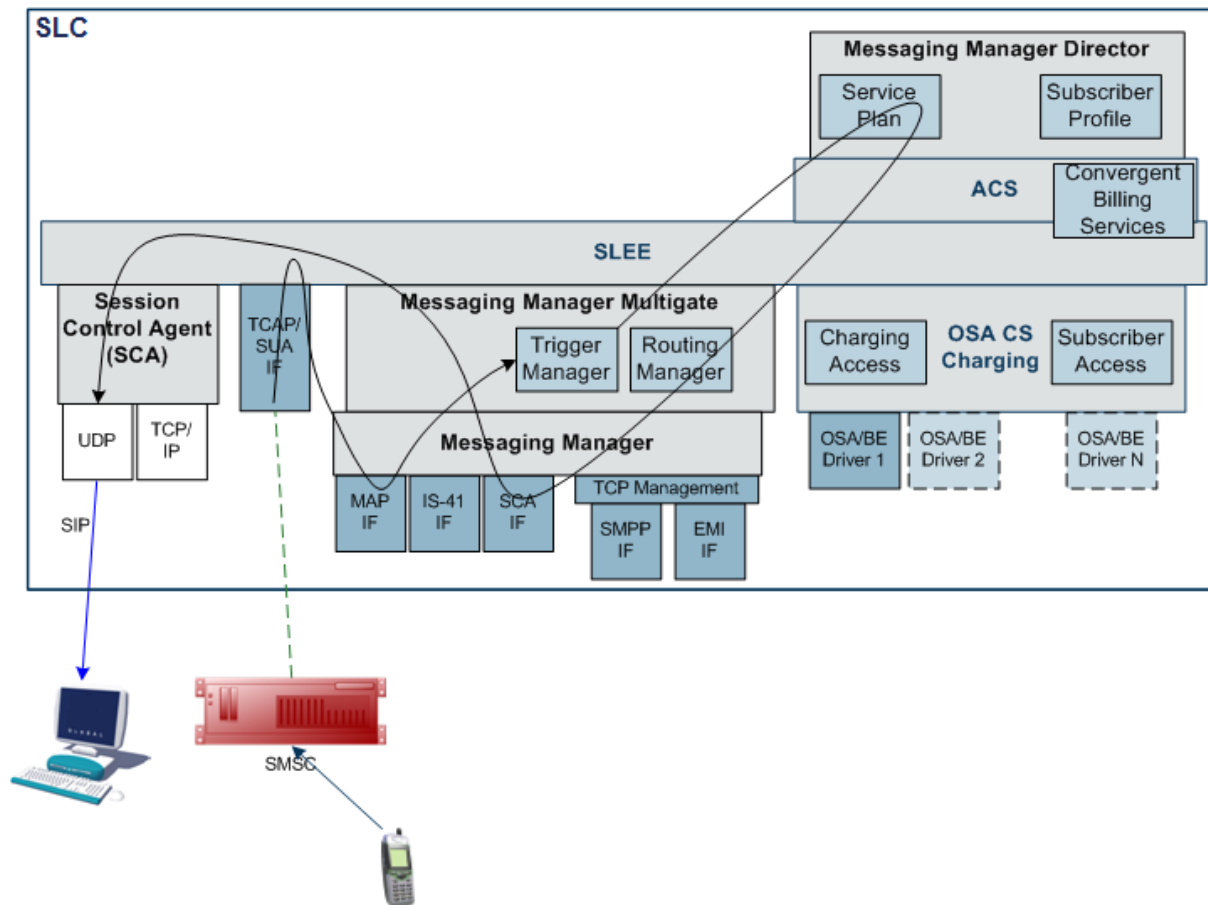 SLC
Messaging Manager Director
Service
Plan
Subscriber
Profile
ACS
Convergent
Billing
Services
SLEE
Session
Control Agent
(SCA)
TCAP/
SUA
IF
Messaging Manager Multigate
Trigger
Manager
Routing
Manager
Charging
Access
OSA CS
Charging
Subscriber
Access
UDP
TCP/
IP
Messaging Manager
OSA/BE
Driver 1
OSA/BE
Driver 2
OSA/BE
Driver N
MAP
IF
IS-41
IF
SCA
IF
TCP Management
SMPP
IF
EMI
IF
SIP
GLOBAL
SMSC